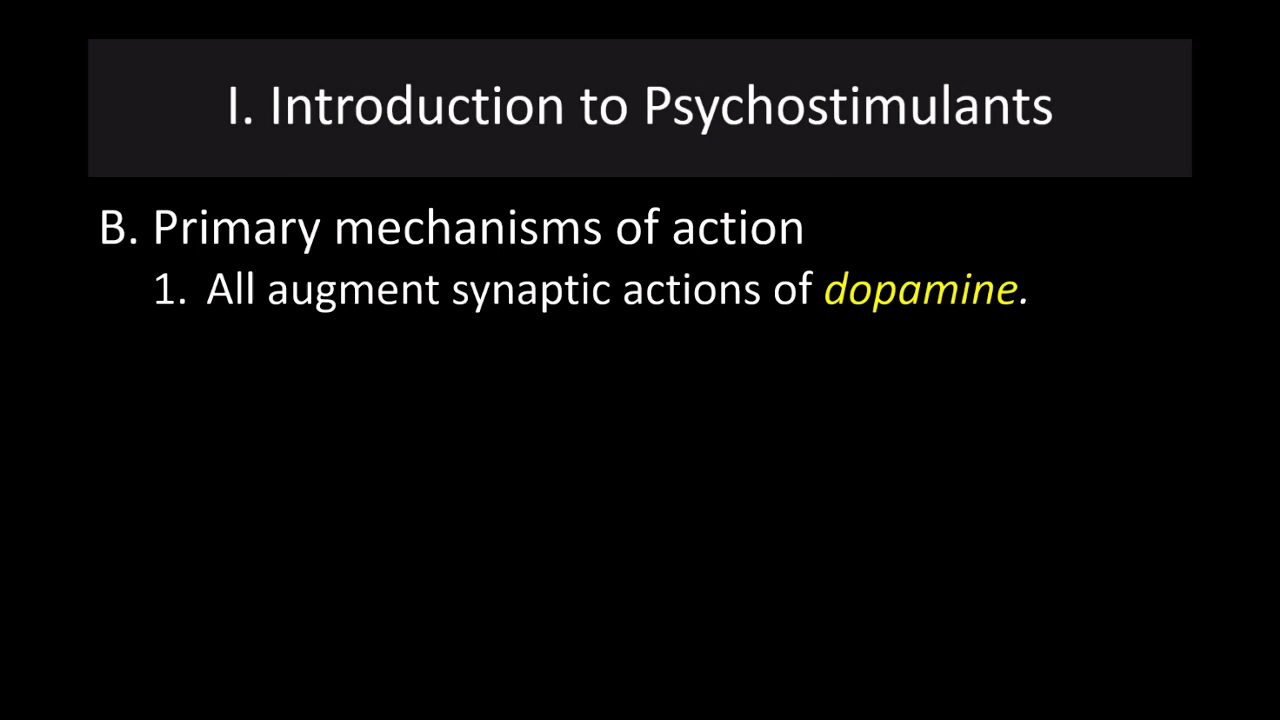 I. Introduction to Psychostimulants
B. Primary mechanisms of action
1. All augment synaptic actions of dopamine.